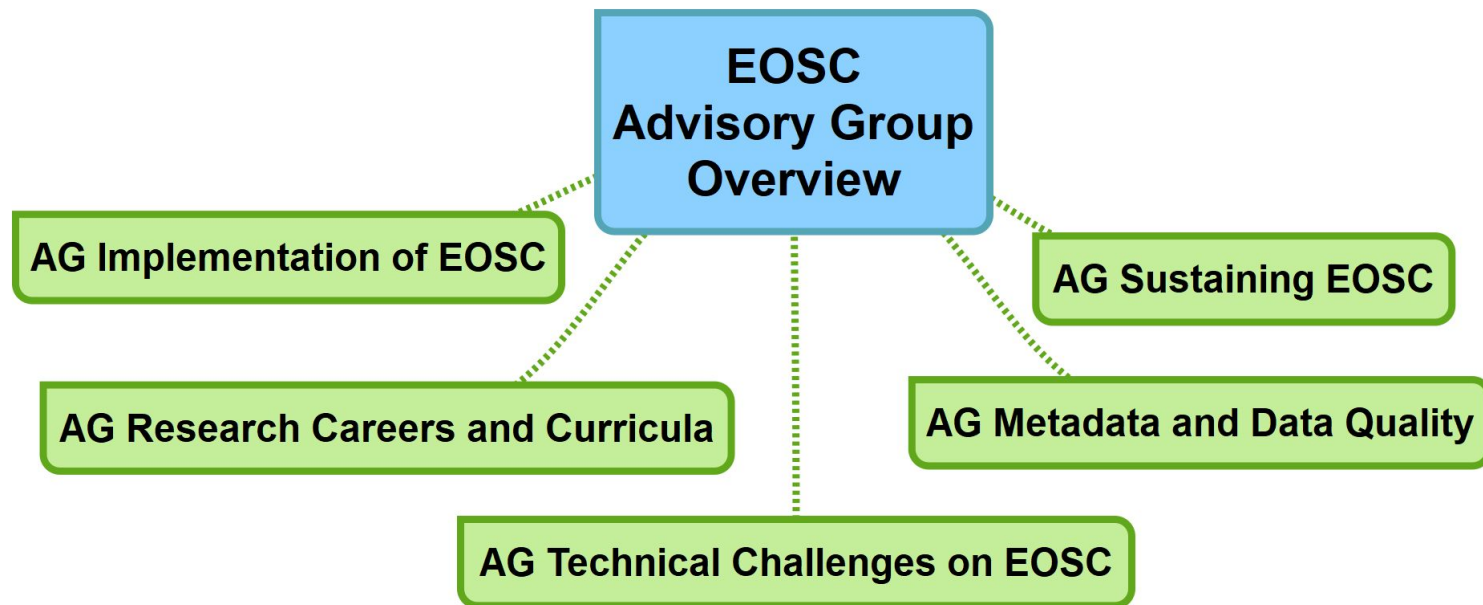 EOSC
Advisory Group
Overview
AG Implementation of EOSC
AG Sustaining EOSC
AG Research Careers and Curricula
AG Metadata and Data Quality
AG Technical Challenges on EOSC